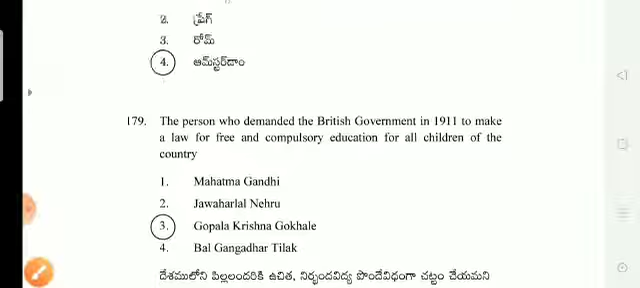 2. ప్రేగ్
3. రోమ్
4. ఆమ్‌స్టర్‌డాం
179. The person who demanded the British Government in 1911 to make
a law for free and compulsory education for all children of the
country
1. Mahatma Gandhi
2. Jawaharlal Nehru
3. Gopala Krishna Gokhale
4. Bal Gangadhar Tilak
దేశములోని పిల్లలందరికి ఉచిత, నిర్బంధవిద్య పొందేవిధంగా చట్టం చేయమని